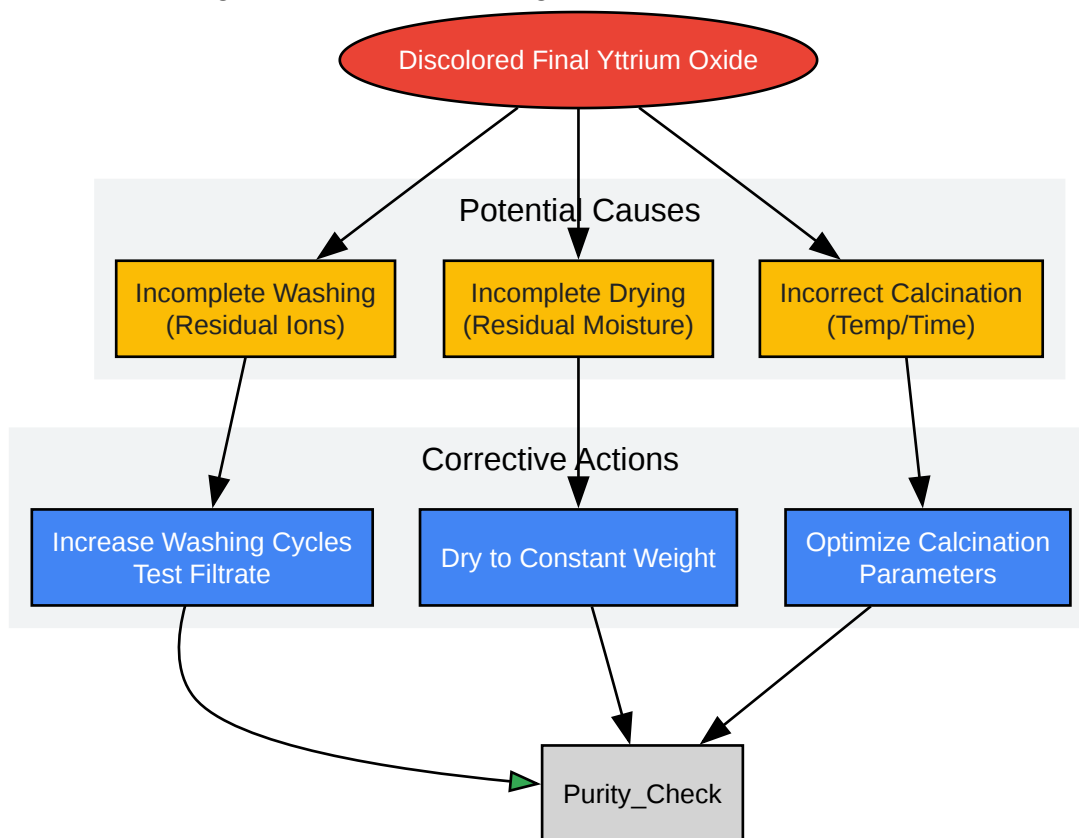 Discolored Final Yttrium Oxide
Potential Causes
Incomplete Washing
(Residual Ions)
Incomplete Drying
(Residual Moisture)
Incorrect Calcination
(Temp/Time)
Corrective Actions
Increase Washing Cycles
Test Filtrate
Dry to Constant Weight
Optimize Calcination
Parameters
Purity_Check